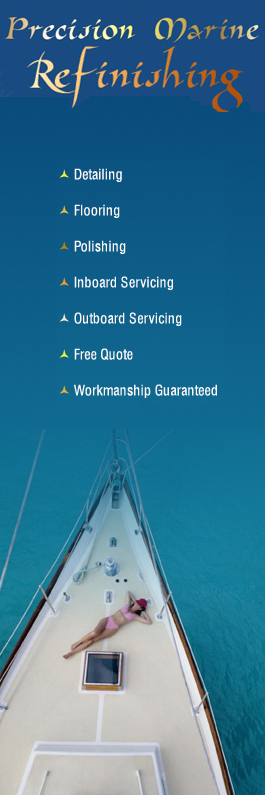 Precision Marine
Refinishing
Detailing
Flooring
Polishing
Inboard Servicing
Outboard Servicing
Free Quote
Workmanship Guaranteed